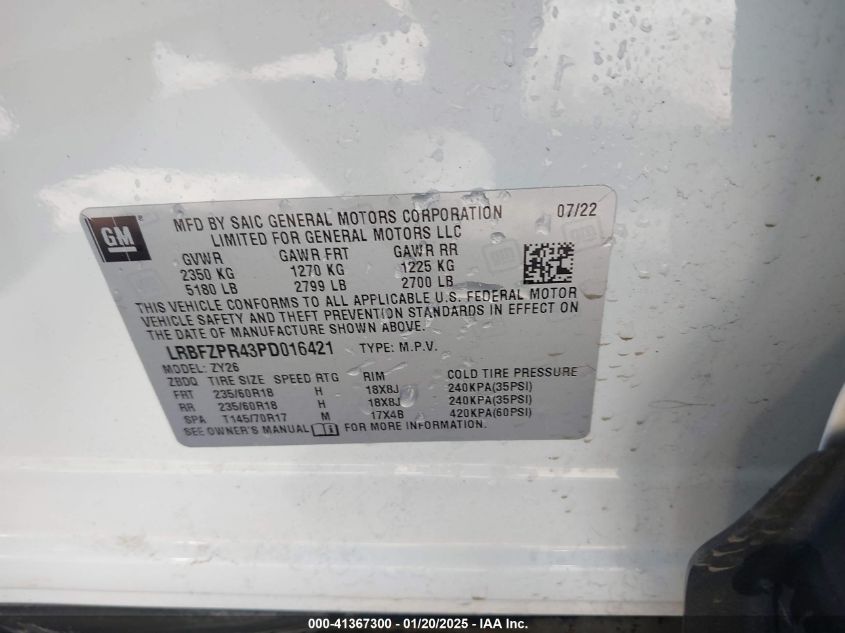 GM
MFD BY SAIC GENERAL MOTORS CORPORATION 07/22
LIMITED FOR GENERAL MOTORS LLC
GVWR GAWR FRT GAWR RR
2350 KG 1270 KG 1225 KG
5180 LB 2799 LB 2700 LB
THIS VEHICLE CONFORMS TO ALL APPLICABLE U.S. FEDERAL MOTOR
VEHICLE SAFETY AND THEFT PREVENTION STANDARDS IN EFFECT ON
THE DATE OF MANUFACTURE SHOWN ABOVE.
LRBFZPR43PD016421 TYPE: M.P.V.
MODEL: ZY26
ZBDQ TIRE SIZE SPEED RTG RIM COLD TIRE PRESSURE
FRT 235/60R18 H 18X8J 240KPA(35PSI)
RR 235/60R18 H 18X8J 240KPA(35PSI)
SPA T145/70R17 M 17X4B 420KPA(60PSI)
SEE OWNER'S MANUAL FOR MORE INFORMATION.
000-41367300 - 01/20/2025 - IAA Inc.